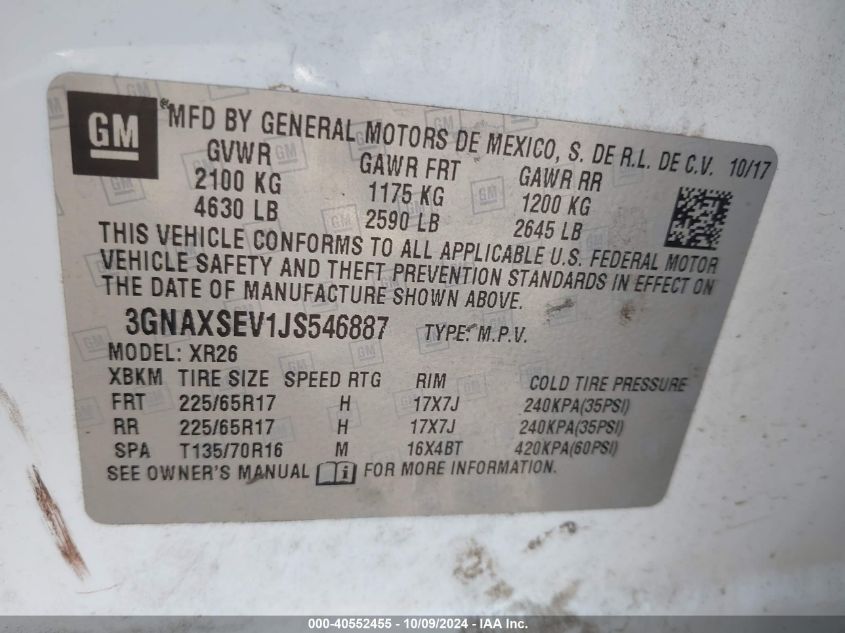 GM
MFD BY GENERAL MOTORS DE MEXICO, S. DE R.L. DE C.V. 10/17
GVWR GAWR FRT GAWR RR
2100 KG 1175 KG 1200 KG
4630 LB 2590 LB 2645 LB
THIS VEHICLE CONFORMS TO ALL APPLICABLE U.S. FEDERAL MOTOR
VEHICLE SAFETY AND THEFT PREVENTION STANDARDS IN EFFECT ON
THE DATE OF MANUFACTURE SHOWN ABOVE.
3GNAXSEV1JS546887 TYPE: M.P.V.
MODEL: XR26
XBKM TIRE SIZE SPEED RTG RIM COLD TIRE PRESSURE
FRT 225/65R17 H 17X7J 240KPA(35PSI)
RR 225/65R17 H 17X7J 240KPA(35PSI)
SPA T135/70R16 M 16X4BT 420KPA(60PSI)
SEE OWNER'S MANUAL FOR MORE INFORMATION.
000-40552455 - 10/09/2024 - IAA Inc.